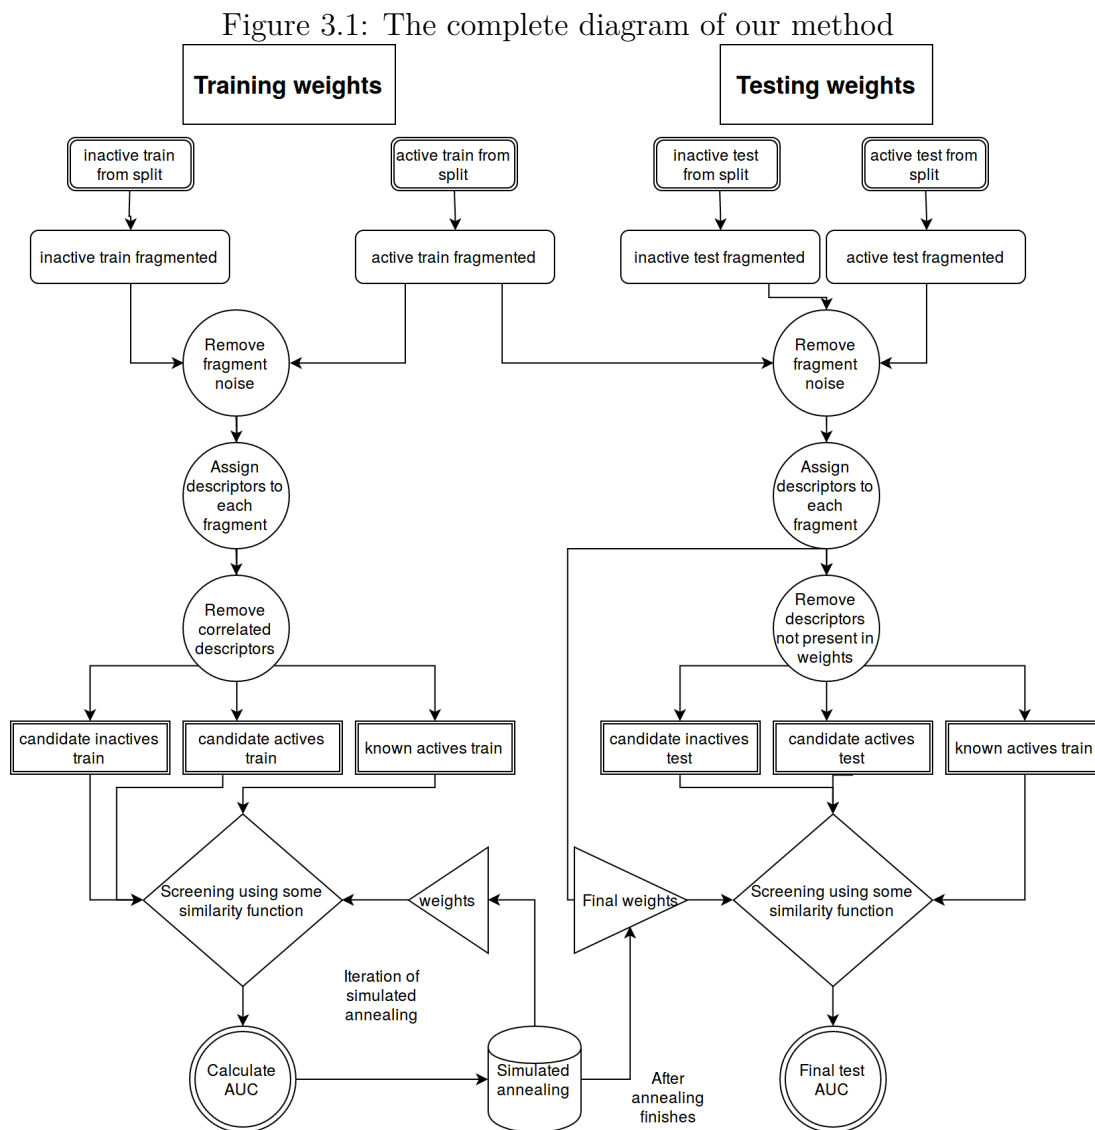 Figure 3.1: The complete diagram of our method
Training weights
Testing weights
inactive train
from split
active train from
split
inactive test
from split
active test from
split
inactive train fragmented
active train fragmented
inactive test fragmented
active test fragmented
Remove
fragment
noise
Remove
fragment
noise
Assign
descriptors to
each
fragment
Assign
descriptors to
each
fragment
Remove
correlated
descriptors
Remove
descriptors
not present in
weights
candidate inactives
train
candidate actives
train
known actives train
candidate inactives
test
candidate actives
test
known actives train
Screening using some
similarity function
weights
Final weights
Screening using some
similarity function
Iteration of
simulated
annealing
Calculate
AUC
Simulated
annealing
After
annealing
finishes
Final test
AUC